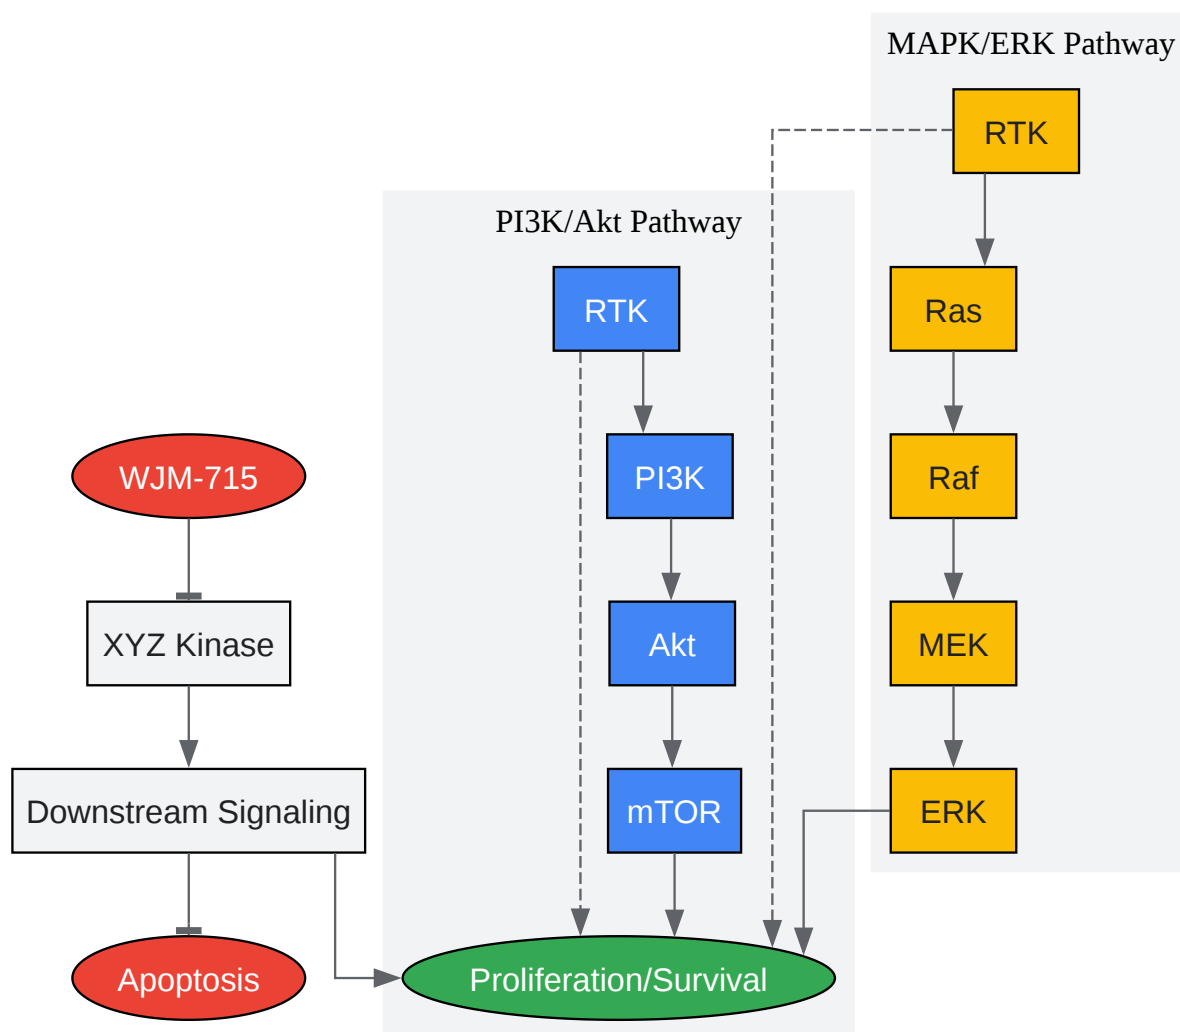 MAPK/ERK Pathway
RTK
PI3K/Akt Pathway
RTK
Ras
WJM-715
PI3K
Raf
XYZ Kinase
Akt
MEK
Downstream Signaling
mTOR
ERK
Apoptosis
Proliferation/Survival